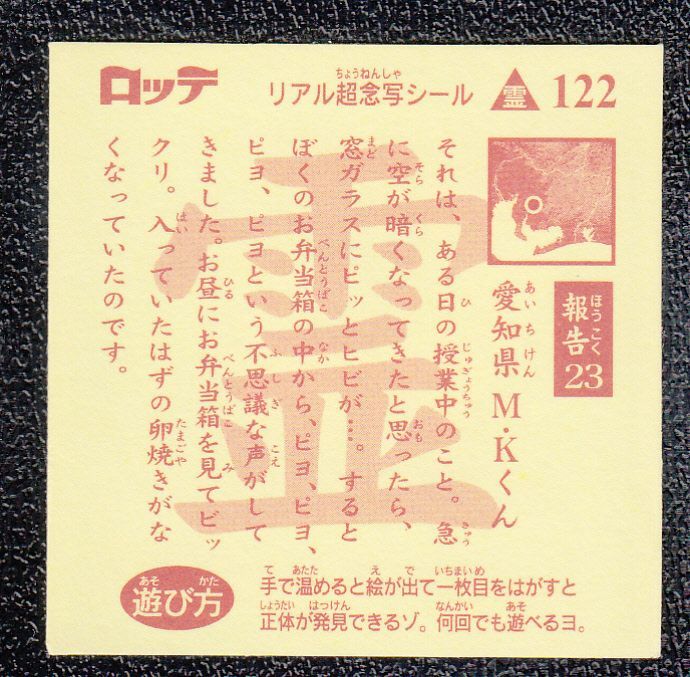 ロッテ
リアル超念写シール
霊
122
報告23
愛知県 M・Kくん
それは、ある日の授業中のこと。急
に空が暗くなってきたと思ったら、
窓ガラスにピッとヒビが…。すると
ぼくのお弁当箱の中から、ピヨ、ピヨ、
ピヨ、ピヨという不思議な声がして
きました。お昼にお弁当箱を見てビッ
クリ。入っていたはずの卵焼きがな
くなっていたのです。
遊び方
手で温めると絵が出て一枚目をはがすと
正体が発見できるゾ。何回でも遊べるヨ。